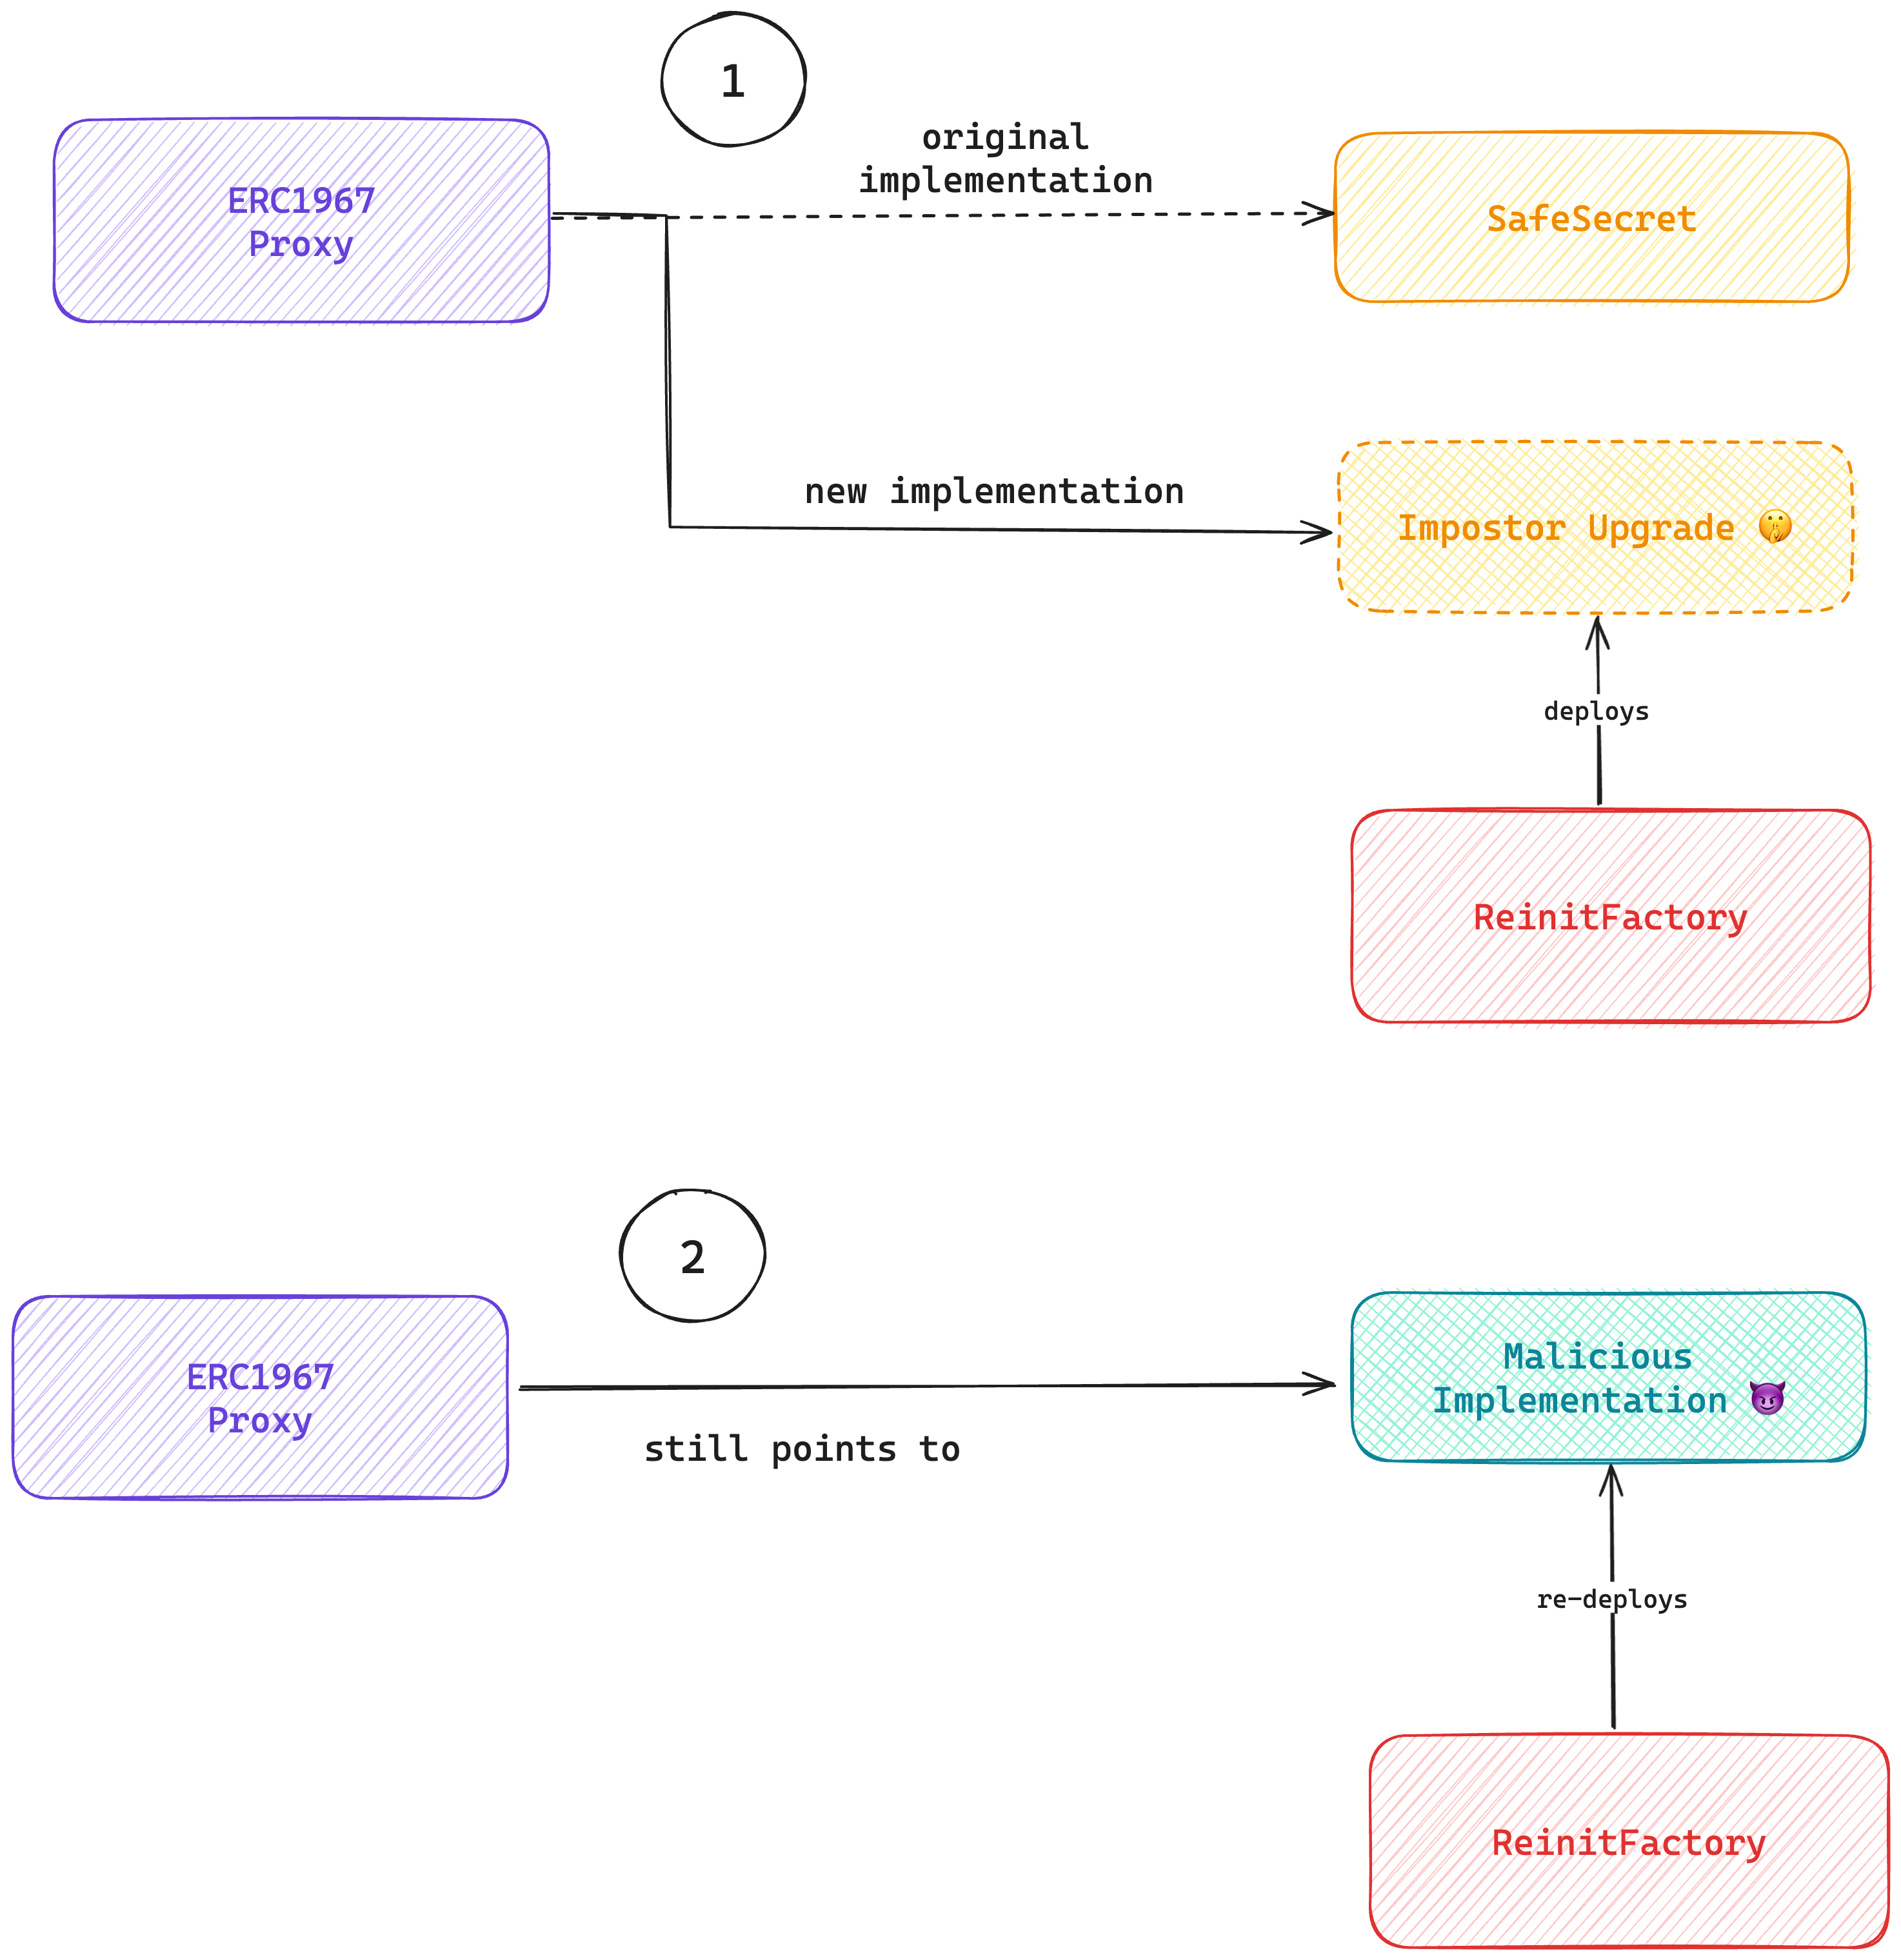 1
original
implementation
ERC1967
Proxy
SafeSecret
new implementation
Impostor Upgrade 🤫
deploys
ReinitFactory
2
ERC1967
Proxy
still points to
Malicious
Implementation 😈
re-deploys
ReinitFactory